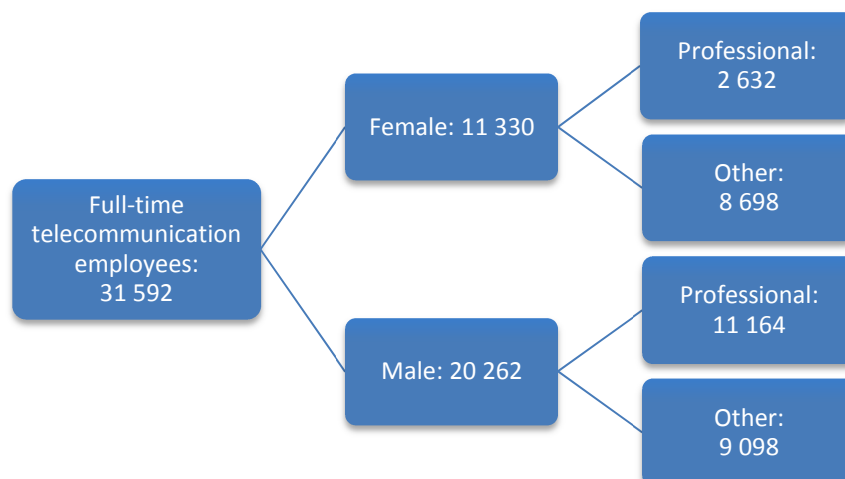 Full-time
telecommunication
employees:
31 592
Female: 11 330
Professional:
2 632
Other:
8 698
Male: 20 262
Professional:
11 164
Other:
9 098